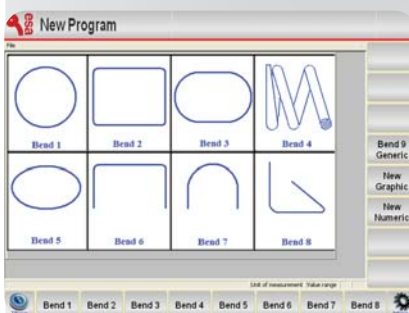 esa
New Program
File
Bend 1
Bend 2
Bend 3
Bend 4
Bend 5
Bend 6
Bend 7
Bend 8
Bend 9
Generic
New
Graphic
New
Numeric
Unit of measurement Value range
Bend 1 Bend 2 Bend 3 Bend 4 Bend 5 Bend 6 Bend 7 Bend 8